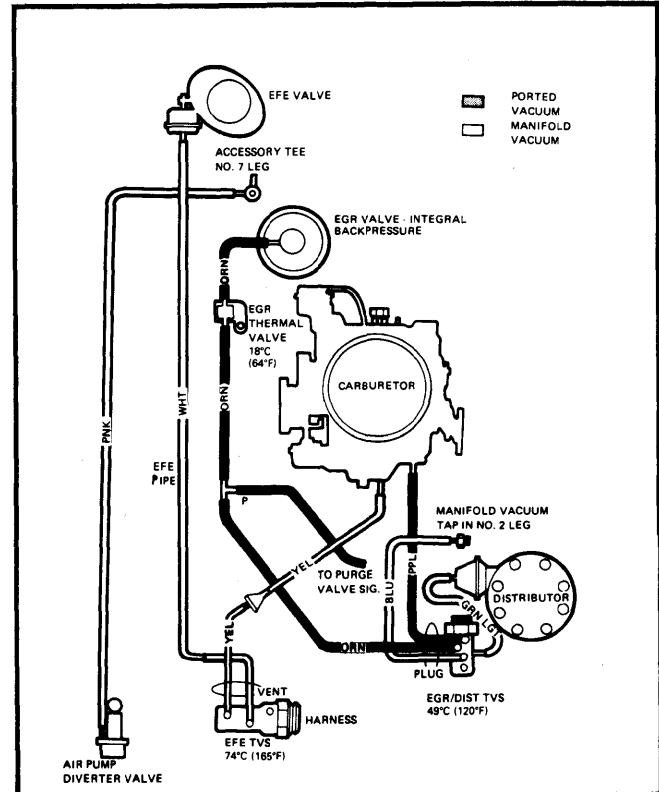 EFE VALVE
PORTED
VACUUM
MANIFOLD
VACUUM
ACCESSORY TEE
NO. 7 LEG
EGR VALVE - INTEGRAL
BACKPRESSURE
ORN
EGR
THERMAL
VALVE
18°C
(64°F)
CARBURETOR
PNK
WHT
ORN
EFE
PIPE
P
MANIFOLD VACUUM
TAP IN NO. 2 LEG
YEL
TO PURGE
VALVE SIG.
BLU
PPL
DISTRIBUTOR
GRN LGT
YEL
ORN
PLUG
VENT
EGR/DIST TVS
49°C (120°F)
HARNESS
EFE TVS
74°C (165°F)
AIR PUMP
DIVERTER VALVE